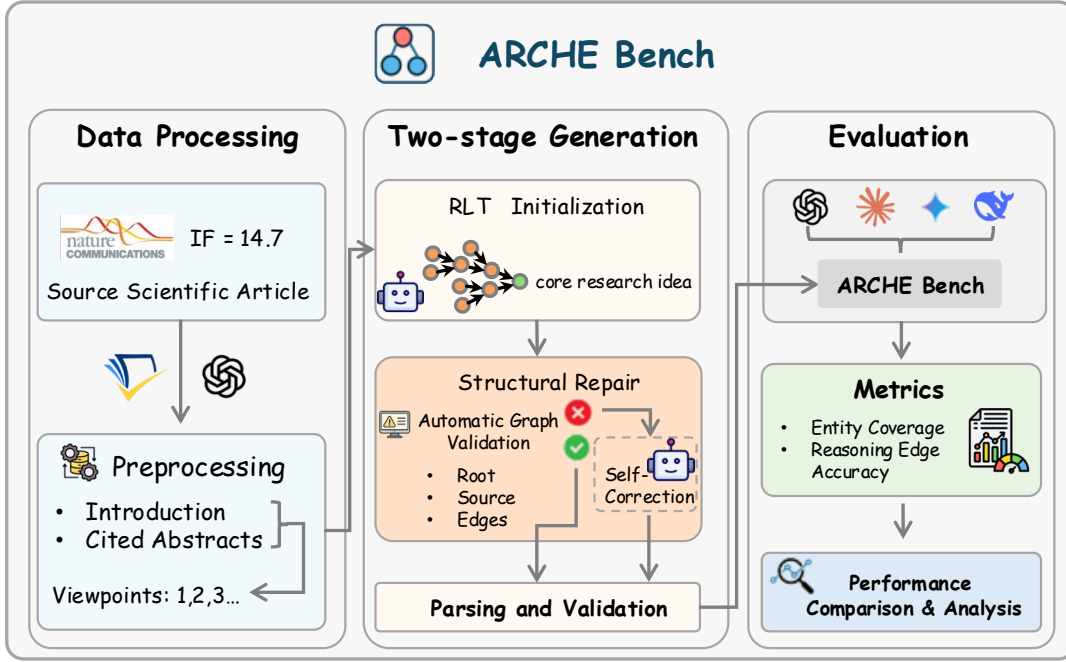 ARCHE Bench
Data Processing
nature
COMMUNICATIONS
IF = 14.7
Source Scientific Article
Preprocessing
• Introduction
• Cited Abstracts
Viewpoints: 1,2,3...
Two-stage Generation
RLT Initialization
core research idea
Structural Repair
Automatic Graph
Validation
• Root
• Source
• Edges
Self-
Correction
Parsing and Validation
Evaluation
ARCHE Bench
Metrics
• Entity Coverage
• Reasoning Edge
Accuracy
Performance
Comparison & Analysis